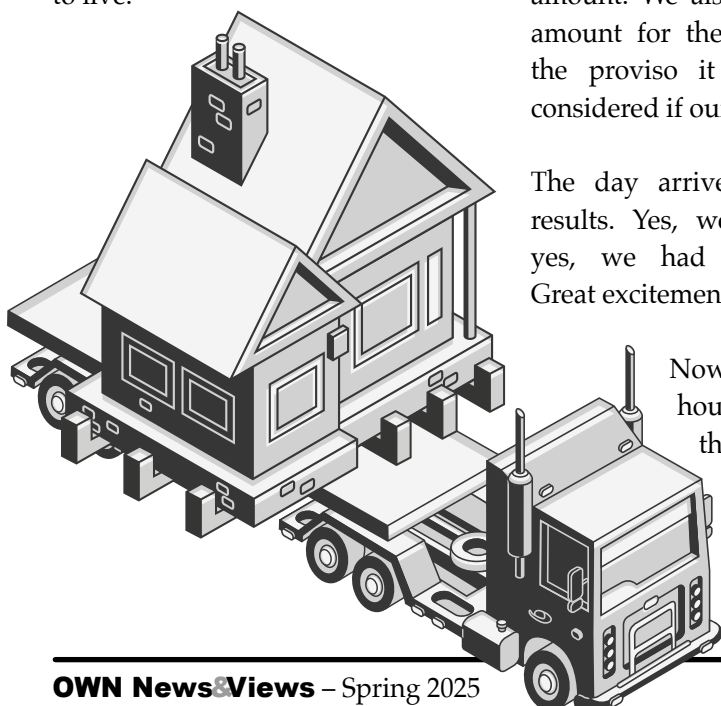 to live.
amount. We als
amount for the
the proviso it
considered if ou
The day arrive
results. Yes, we
yes, we had
Great excitemen
Now
hou
th
OWN News&Views – Spring 2025